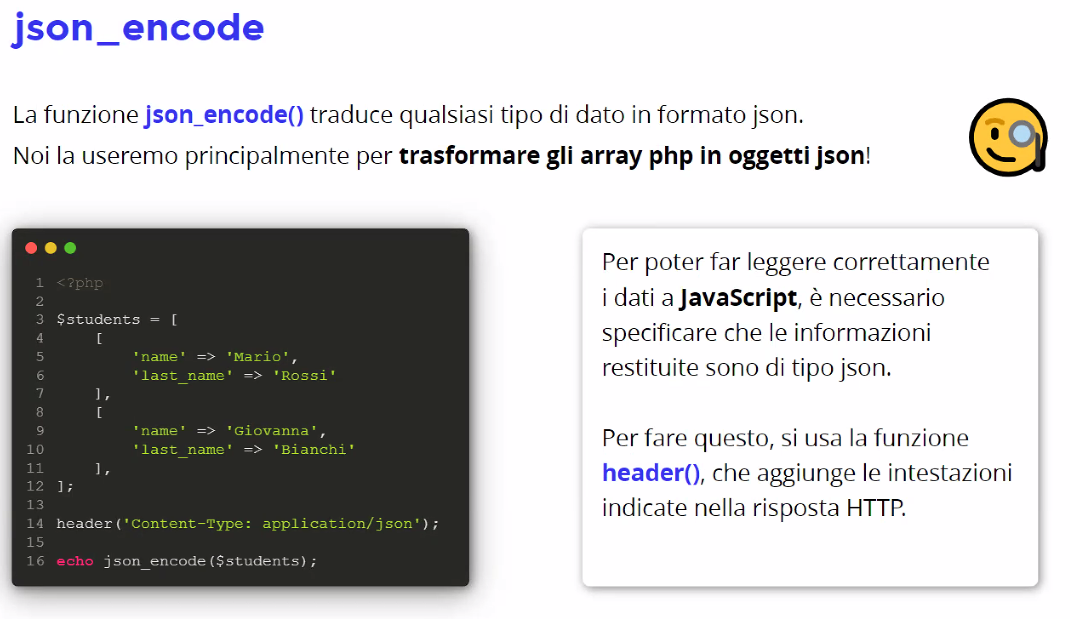 json_encode
La funzione json_encode() traduce qualsiasi tipo di dato in formato json.
Noi la useremo principalmente per trasformare gli array php in oggetti json!
1 <?php
2
3 $students = [
4     [
5         'name' => 'Mario',
6         'last_name' => 'Rossi'
7     ],
8     [
9         'name' => 'Giovanna',
10         'last_name' => 'Bianchi'
11     ],
12 ];
13
14 header('Content-Type: application/json');
15
16 echo json_encode($students);
Per poter far leggere correttamente
i dati a JavaScript, è necessario
specificare che le informazioni
restituite sono di tipo json.
Per fare questo, si usa la funzione
header(), che aggiunge le intestazioni
indicate nella risposta HTTP.